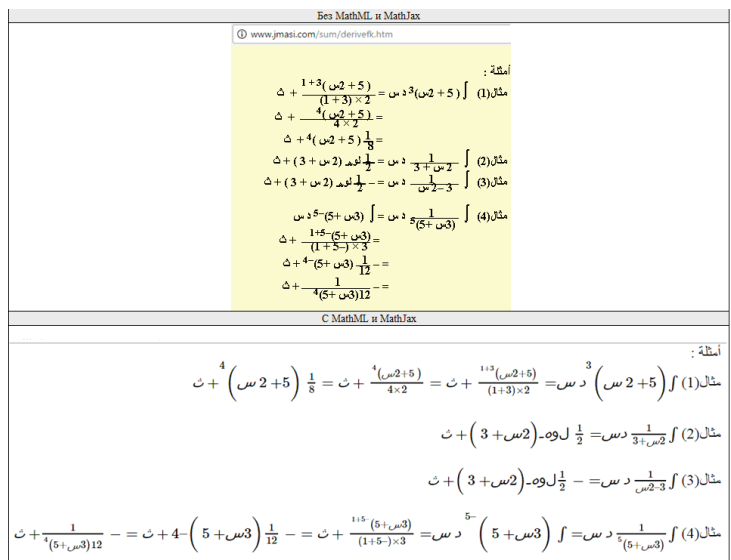 Без MathML и MathJax
www.jmasi.com/sum/derivefk.htm
أمثلة :
مثال(1) ∫ (5 + 2س)^3 د س = (5 + 2س)^(3+1) / (2 × (3 + 1)) + ث
= (5 + 2س)^4 / (2 × 4) + ث
= 1/8 (5 + 2س)^4 + ث
مثال(2) ∫ 1/(2س + 3) د س = 1/2 لوهـ (2س + 3) + ث
مثال(3) ∫ 1/(3 – 2س) د س = – 1/2 لوهـ (2س + 3) + ث
مثال(4) ∫ 1/(3س + 5)^5 د س = ∫ (3س + 5)^–5 د س
= (3س + 5)^(–5+1) / (3 × (–5 + 1)) + ث
= – 1/12 (3س + 5)^–4 + ث
= – 1/(12(3س + 5)^4) + ث
С MathML и MathJax
أمثلة :
مثال(1) ∫ (5 + 2س)^3 د س = (5+2س)^(3+1) / (2×(3+1)) + ث = (5+2س)^4 / (2×4) + ث = 1/8 (5 + 2س)^4 + ث
مثال(2) ∫ 1/(2س+3) د س = 1/2 لوهـ (2س + 3) + ث
مثال(3) ∫ 1/(3–2س) د س = – 1/2 لوهـ (2س + 3) + ث
مثال(4) ∫ 1/(3س+5)^5 د س = ∫ (3س + 5)^–5 د س = (3س+5)^(–5+1) / (3×(–5+1)) + ث = – 1/12 (3س + 5)–4 + ث = – 1/(12(3س+5)^4) + ث